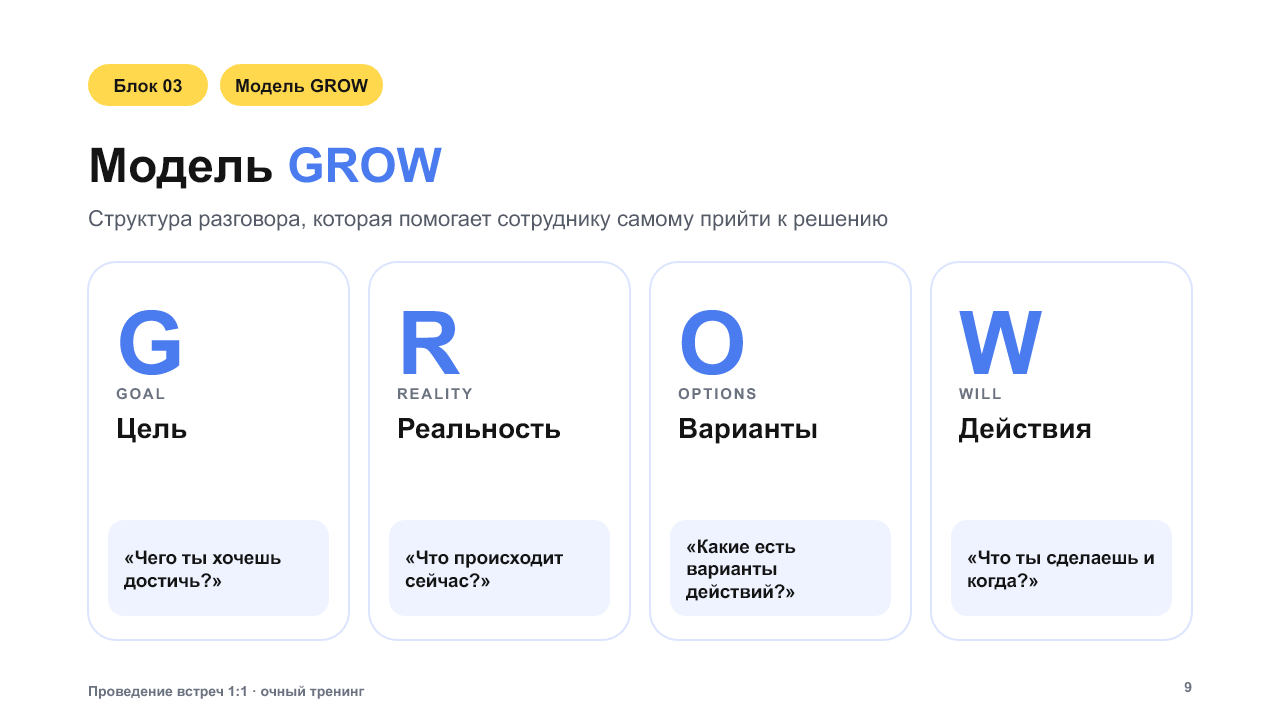 Блок 03
Модель GROW
Модель GROW
Структура разговора, которая помогает сотруднику самому прийти к решению
G
GOAL
Цель
«Чего ты хочешь
достичь?»
R
REALITY
Реальность
«Что происходит
сейчас?»
O
OPTIONS
Варианты
«Какие есть
варианты
действий?»
W
WILL
Действия
«Что ты сделаешь и
когда?»
Проведение встреч 1:1 · очный тренинг
9